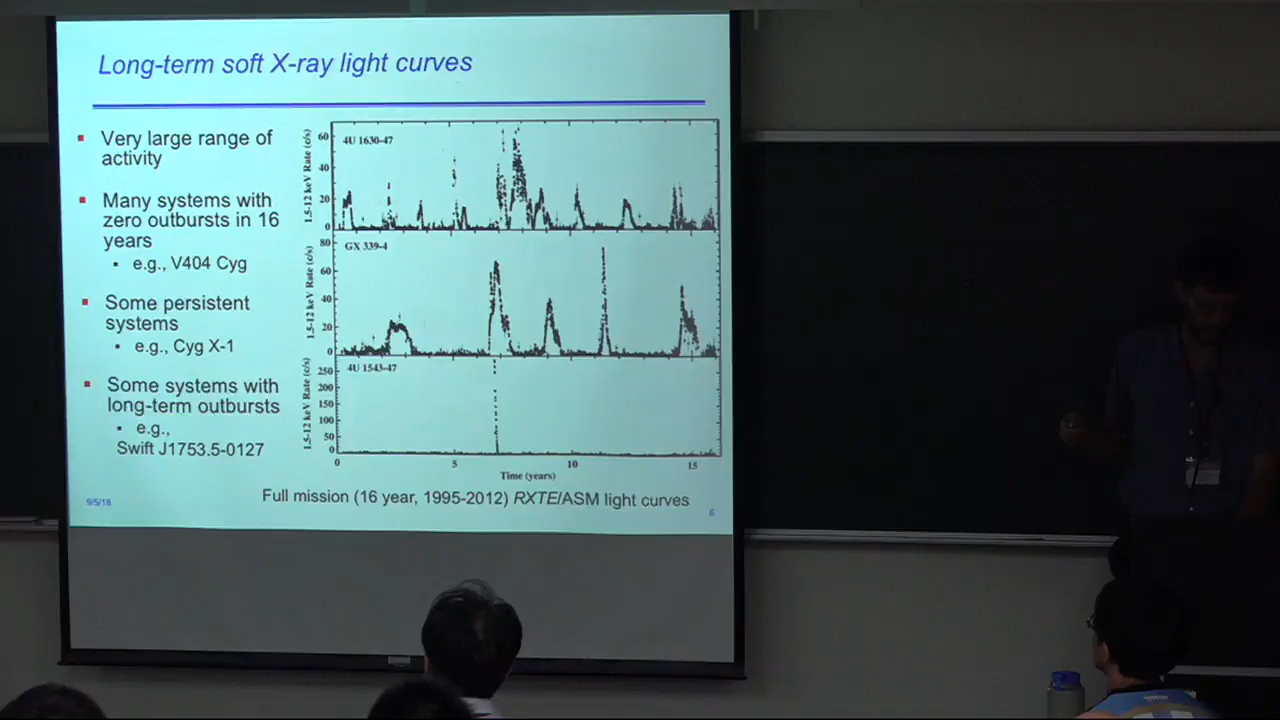 Long-term soft X-ray light curves
▪ Very large range of
activity
▪ Many systems with
zero outbursts in 16
years
• e.g., V404 Cyg
▪ Some persistent
systems
• e.g., Cyg X-1
▪ Some systems with
long-term outbursts
• e.g.,
Swift J1753.5-0127
4U 1630-47
1.5-12 keV Rate (c/s)
60
40
20
0
GX 339-4
1.5-12 keV Rate (c/s)
80
60
40
20
0
4U 1543-47
1.5-12 keV Rate (c/s)
250
200
150
100
50
0
0 5 10 15
Time (years)
Full mission (16 year, 1995-2012) RXTE/ASM light curves
9/5/18
6